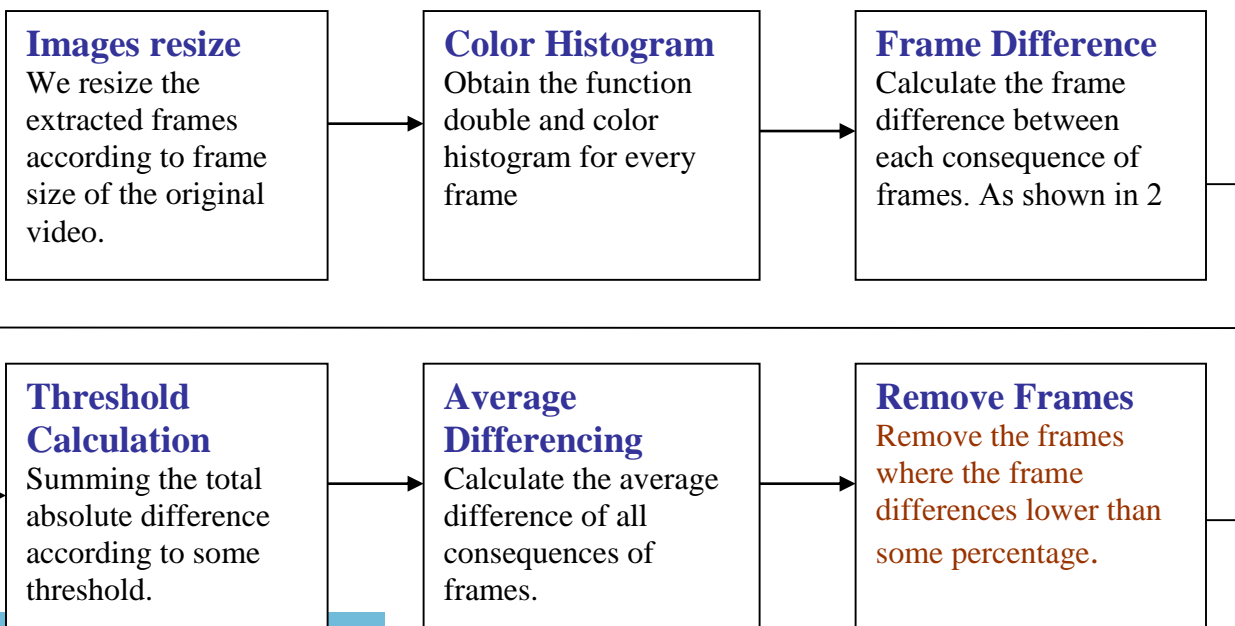 Images resize
We resize the
extracted frames
according to frame
size of the original
video.
Color Histogram
Obtain the function
double and color
histogram for every
frame
Frame Difference
Calculate the frame
difference between
each consequence of
frames. As shown in 2
Threshold
Calculation
Summing the total
absolute difference
according to some
threshold.
Average
Differencing
Calculate the average
difference of all
consequences of
frames.
Remove Frames
Remove the frames
where the frame
differences lower than
some percentage.